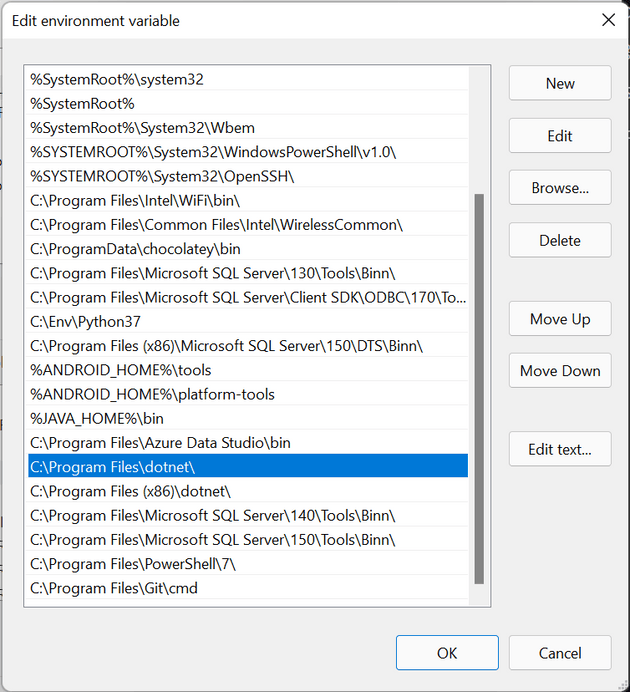 Edit environment variable
%SystemRoot%\system32
%SystemRoot%
%SystemRoot%\System32\Wbem
%SYSTEMROOT%\System32\WindowsPowerShell\v1.0\
%SYSTEMROOT%\System32\OpenSSH\
C:\Program Files\Intel\WiFi\bin\
C:\Program Files\Common Files\Intel\WirelessCommon\
C:\ProgramData\chocolatey\bin
C:\Program Files\Microsoft SQL Server\130\Tools\Binn\
C:\Program Files\Microsoft SQL Server\Client SDK\ODBC\170\To...
C:\Env\Python37
C:\Program Files (x86)\Microsoft SQL Server\150\DTS\Binn\
%ANDROID_HOME%\tools
%ANDROID_HOME%\platform-tools
%JAVA_HOME%\bin
C:\Program Files\Azure Data Studio\bin
C:\Program Files\dotnet\
C:\Program Files (x86)\dotnet\
C:\Program Files\Microsoft SQL Server\140\Tools\Binn\
C:\Program Files\Microsoft SQL Server\150\Tools\Binn\
C:\Program Files\PowerShell\7\
C:\Program Files\Git\cmd
New
Edit
Browse...
Delete
Move Up
Move Down
Edit text...
OK
Cancel